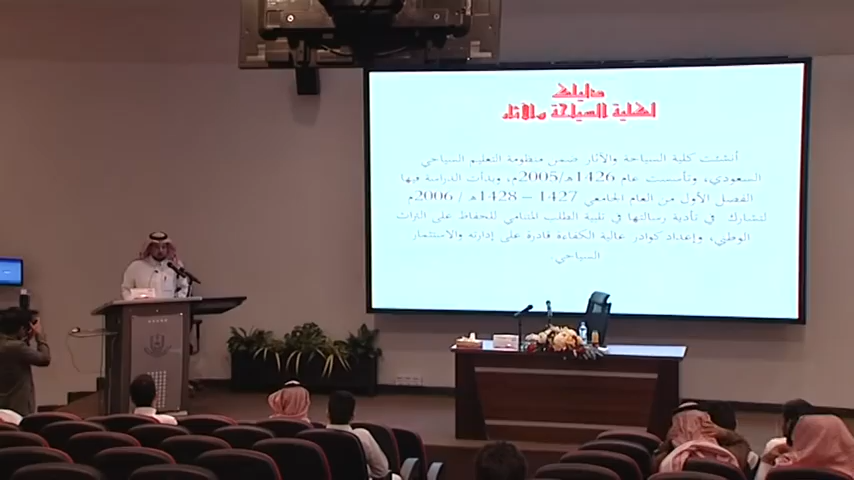 دليلك
لكلية السياحة والآثار
أنشئت كلية السياحة والآثار ضمن منظومة التعليم السياحي
السعودي، وتأسست عام 1426هـ/2005م، وبدأت الدراسة فيها
الفصل الأول من العام الجامعي 1427 – 1428هـ / 2006م
لتشارك في تأدية رسالتها في تلبية الطلب المتنامي للحفاظ على التراث
الوطني، وإعداد كوادر عالية الكفاءة قادرة على إدارته والاستثمار
السياحي.